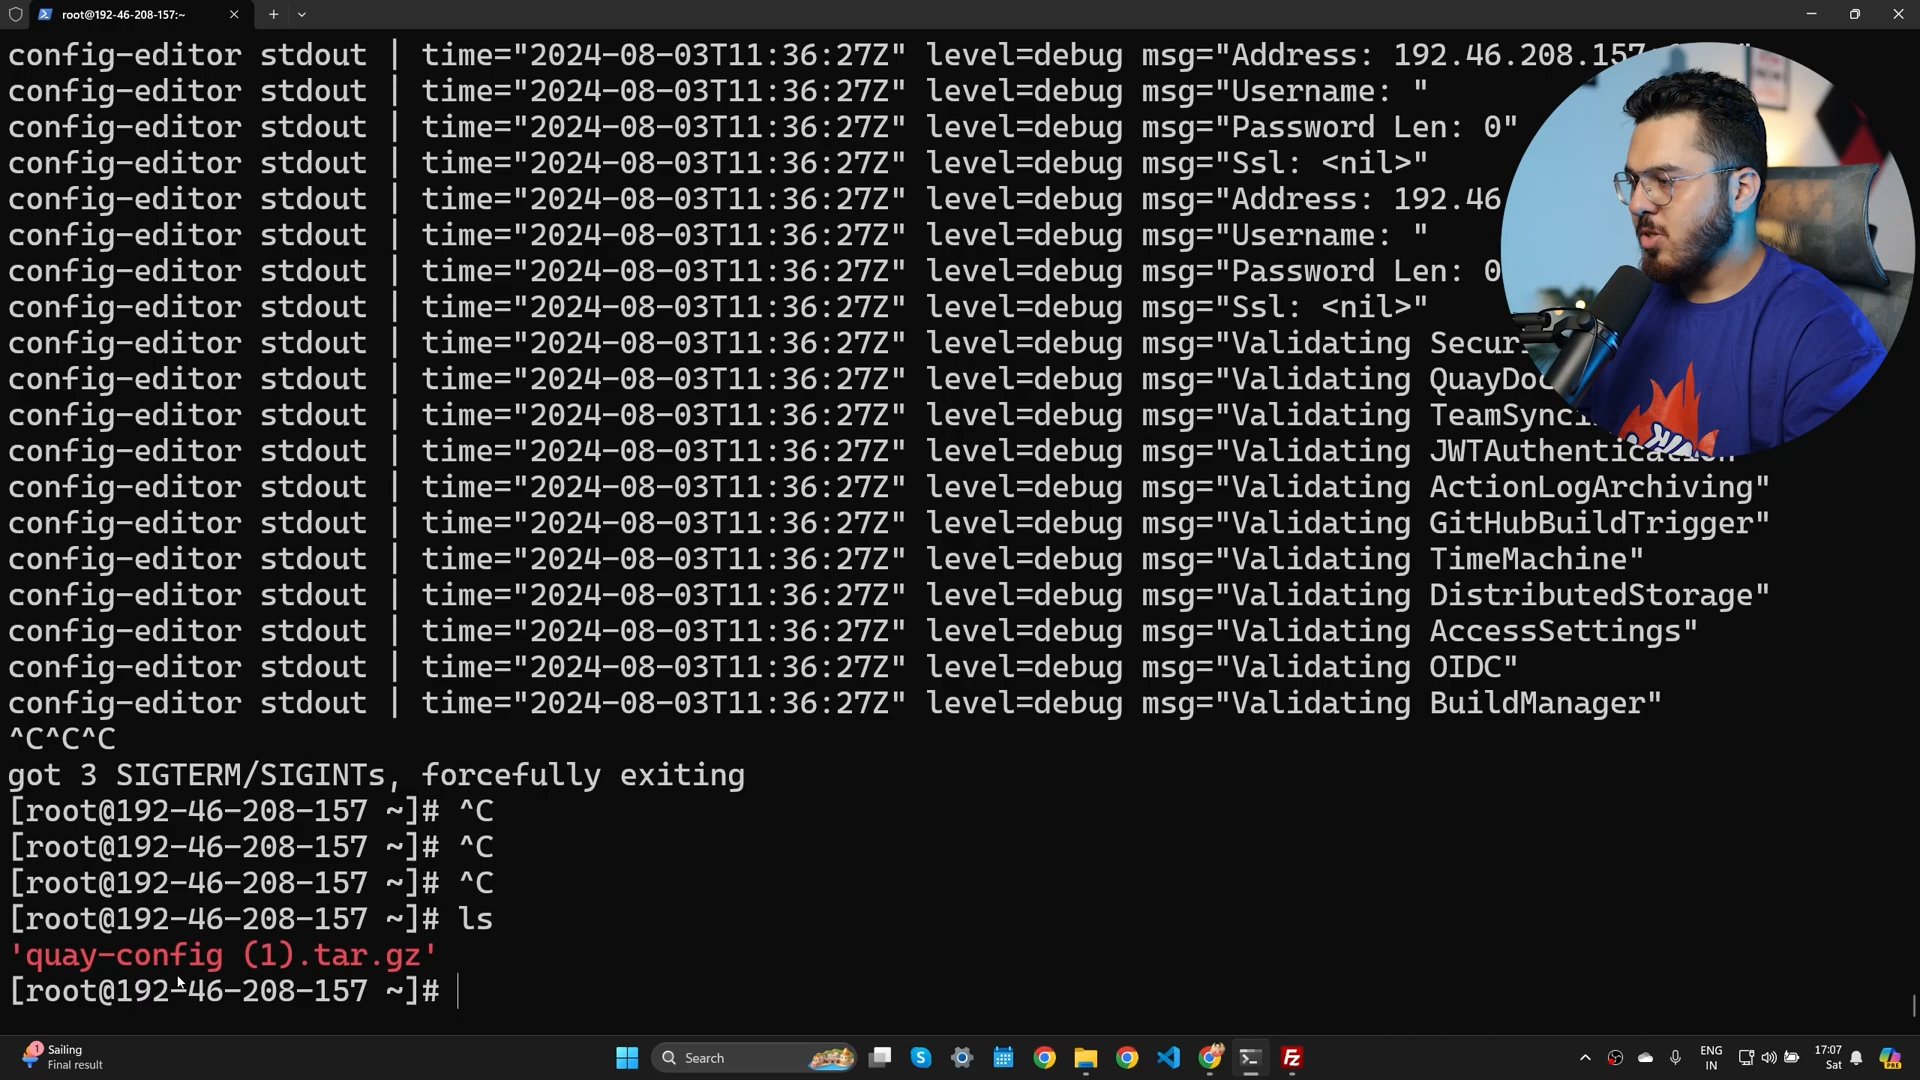 root@192-46-208-157:~
config-editor stdout | time="2024-08-03T11:36:27Z" level=debug msg="Address: 192.46.208.157
config-editor stdout | time="2024-08-03T11:36:27Z" level=debug msg="Username: "
config-editor stdout | time="2024-08-03T11:36:27Z" level=debug msg="Password Len: 0"
config-editor stdout | time="2024-08-03T11:36:27Z" level=debug msg="Ssl: <nil>"
config-editor stdout | time="2024-08-03T11:36:27Z" level=debug msg="Address: 192.46
config-editor stdout | time="2024-08-03T11:36:27Z" level=debug msg="Username: "
config-editor stdout | time="2024-08-03T11:36:27Z" level=debug msg="Password Len: 0
config-editor stdout | time="2024-08-03T11:36:27Z" level=debug msg="Ssl: <nil>"
config-editor stdout | time="2024-08-03T11:36:27Z" level=debug msg="Validating
config-editor stdout | time="2024-08-03T11:36:27Z" level=debug msg="Validating
config-editor stdout | time="2024-08-03T11:36:27Z" level=debug msg="Validating
config-editor stdout | time="2024-08-03T11:36:27Z" level=debug msg="Validating JWTAuthentication"
config-editor stdout | time="2024-08-03T11:36:27Z" level=debug msg="Validating ActionLogArchiving"
config-editor stdout | time="2024-08-03T11:36:27Z" level=debug msg="Validating GitHubBuildTrigger"
config-editor stdout | time="2024-08-03T11:36:27Z" level=debug msg="Validating TimeMachine"
config-editor stdout | time="2024-08-03T11:36:27Z" level=debug msg="Validating DistributedStorage"
config-editor stdout | time="2024-08-03T11:36:27Z" level=debug msg="Validating AccessSettings"
config-editor stdout | time="2024-08-03T11:36:27Z" level=debug msg="Validating OIDC"
config-editor stdout | time="2024-08-03T11:36:27Z" level=debug msg="Validating BuildManager"
^C^C^C
got 3 SIGTERM/SIGINTs, forcefully exiting
[root@192-46-208-157 ~]# ^C
[root@192-46-208-157 ~]# ^C
[root@192-46-208-157 ~]# ^C
[root@192-46-208-157 ~]# ls
'quay-config (1).tar.gz'
[root@192-46-208-157 ~]#
1
Sailing
Final result
Search
ENG
IN
17:07
Sat